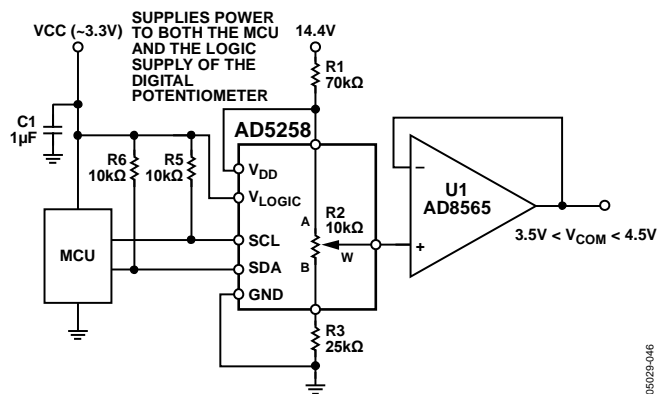 SUPPLIES POWER
TO BOTH THE MCU
AND THE LOGIC
SUPPLY OF THE
DIGITAL
POTENTIOMETER
VCC (~3.3V)
14.4V
R1
70kΩ
C1
1µF
AD5258
R6
10kΩ
R5
10kΩ
VDD
VLOGIC
SCL
SDA
GND
MCU
A
R2
10kΩ
B
W
R3
25kΩ
–
+
U1
AD8565
3.5V < VCOM < 4.5V
05029-046